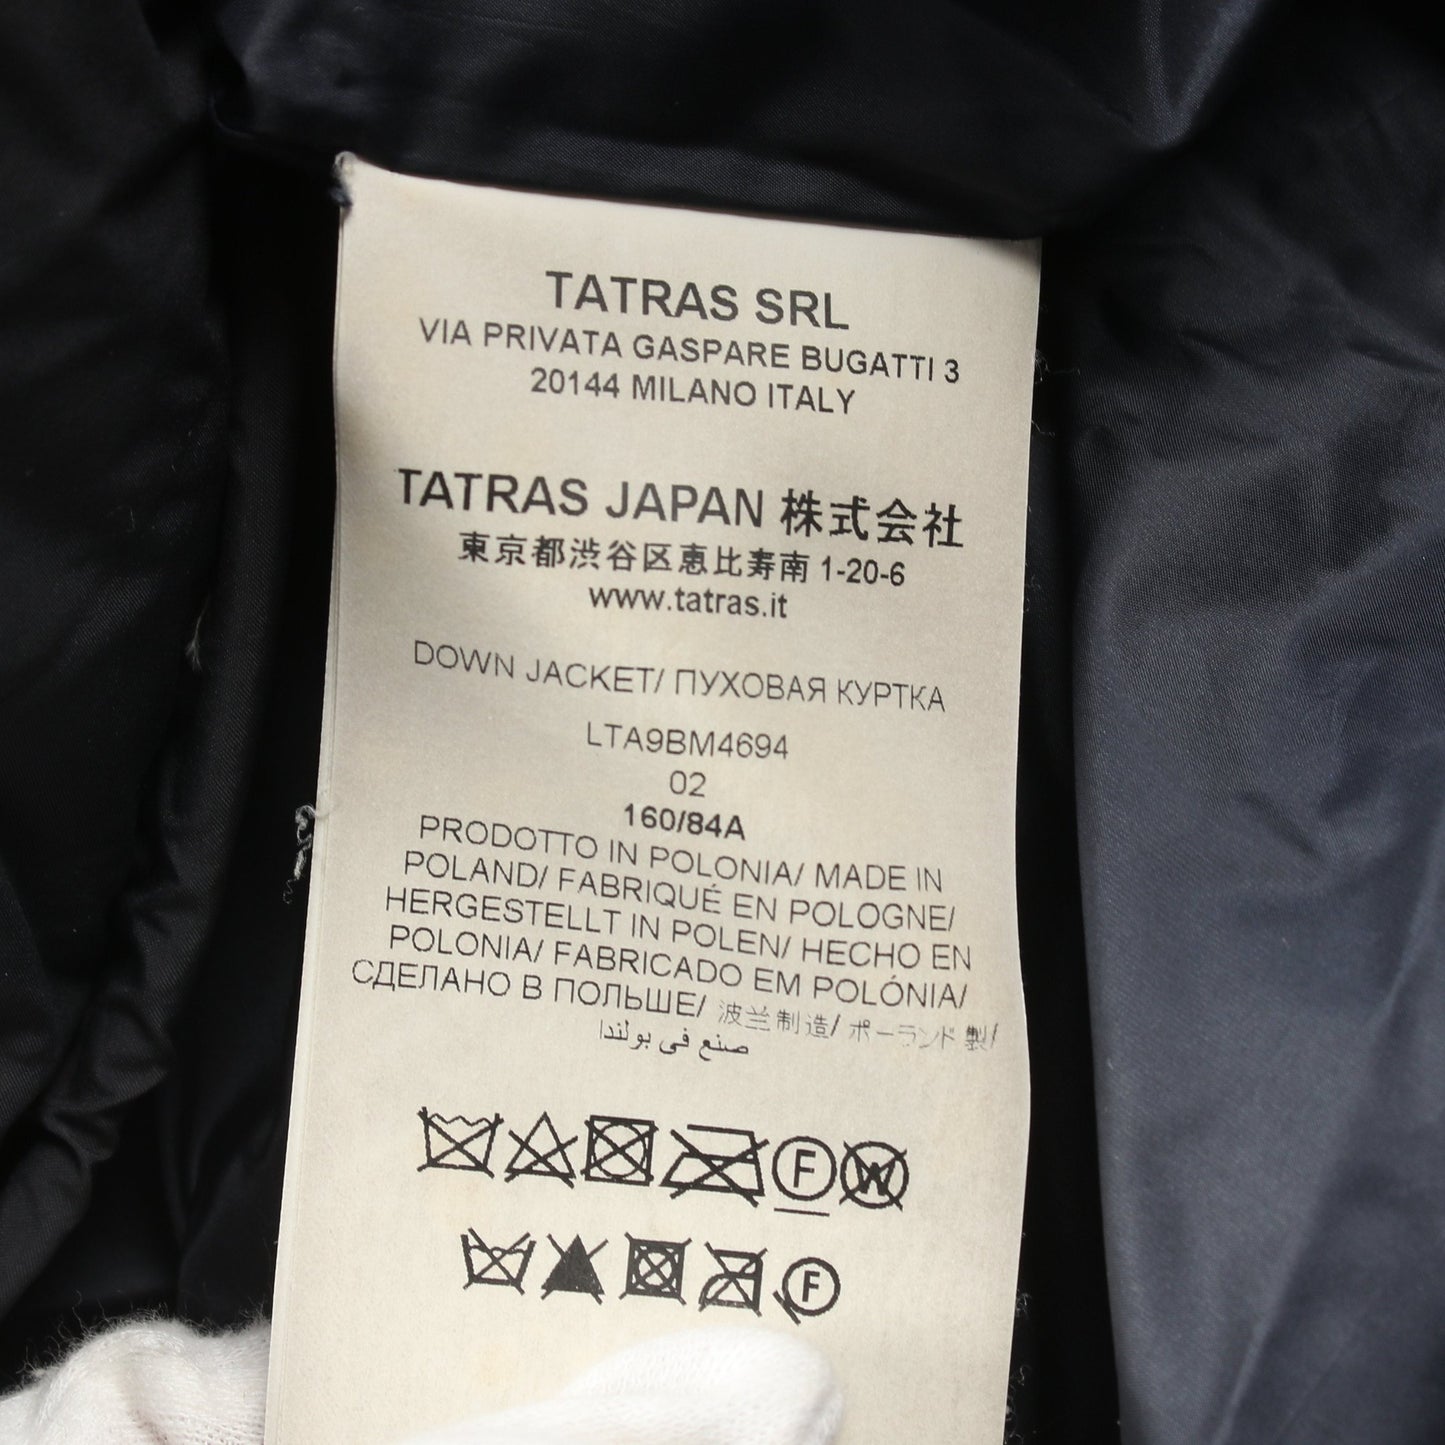 TATRAS SRL
VIA PRIVATA GASPARE BUGATTI 3
20144 MILANO ITALY
TATRAS JAPAN 株式会社
東京都渋谷区恵比寿南 1-20-6
www.tatras.it
DOWN JACKET/ ПУХОВАЯ КУРТКА
LTA9BM4694
02
160/84A
PRODOTTO IN POLONIA/ MADE IN
POLAND/ FABRIQUÉ EN POLOGNE/
HERGESTELLT IN POLEN/ HECHO EN
POLONIA/ FABRICADO EM POLÓNIA/
СДЕЛАНО В ПОЛЬШЕ/ 波兰制造/ ポーランド 製/
صنع في بولندا
F W
F